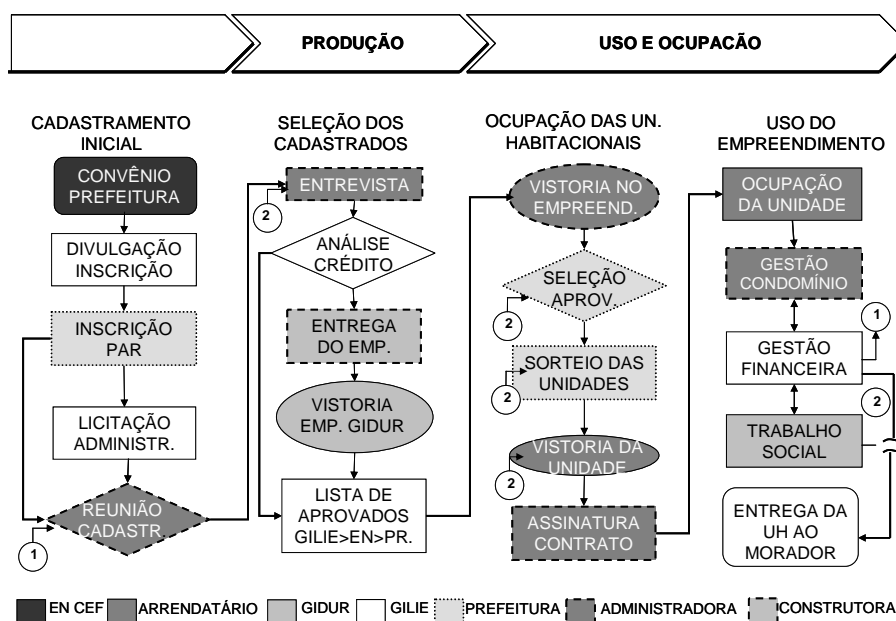 PRODUÇÃO
USO E OCUPACÃO
CADASTRAMENTO
INICIAL
CONVÊNIO
PREFEITURA
DIVULGAÇÃO
INSCRIÇÃO
INSCRIÇÃO
PAR
LICITAÇÃO
ADMINISTR.
REUNIÃO
CADASTR.
1
SELEÇÃO DOS
CADASTRADOS
ENTREVISTA
2
ANÁLISE
CRÉDITO
ENTREGA
DO EMP.
VISTORIA
EMP. GIDUR
LISTA DE
APROVADOS
GILIE>EN>PR.
OCUPAÇÃO DAS UN.
HABITACIONAIS
VISTORIA NO
EMPREEND.
SELEÇÃO
APROV.
2
SORTEIO DAS
UNIDADES
2
VISTORIA DA
UNIDADE
2
ASSINATURA
CONTRATO
USO DO
EMPREENDIMENTO
OCUPAÇÃO
DA UNIDADE
GESTÃO
CONDOMÍNIO
1
GESTÃO
FINANCEIRA
2
TRABALHO
SOCIAL
ENTREGA DA
UH AO
MORADOR
EN CEF
ARRENDATÁRIO
GIDUR
GILIE
PREFEITURA
ADMINISTRADORA
CONSTRUTORA